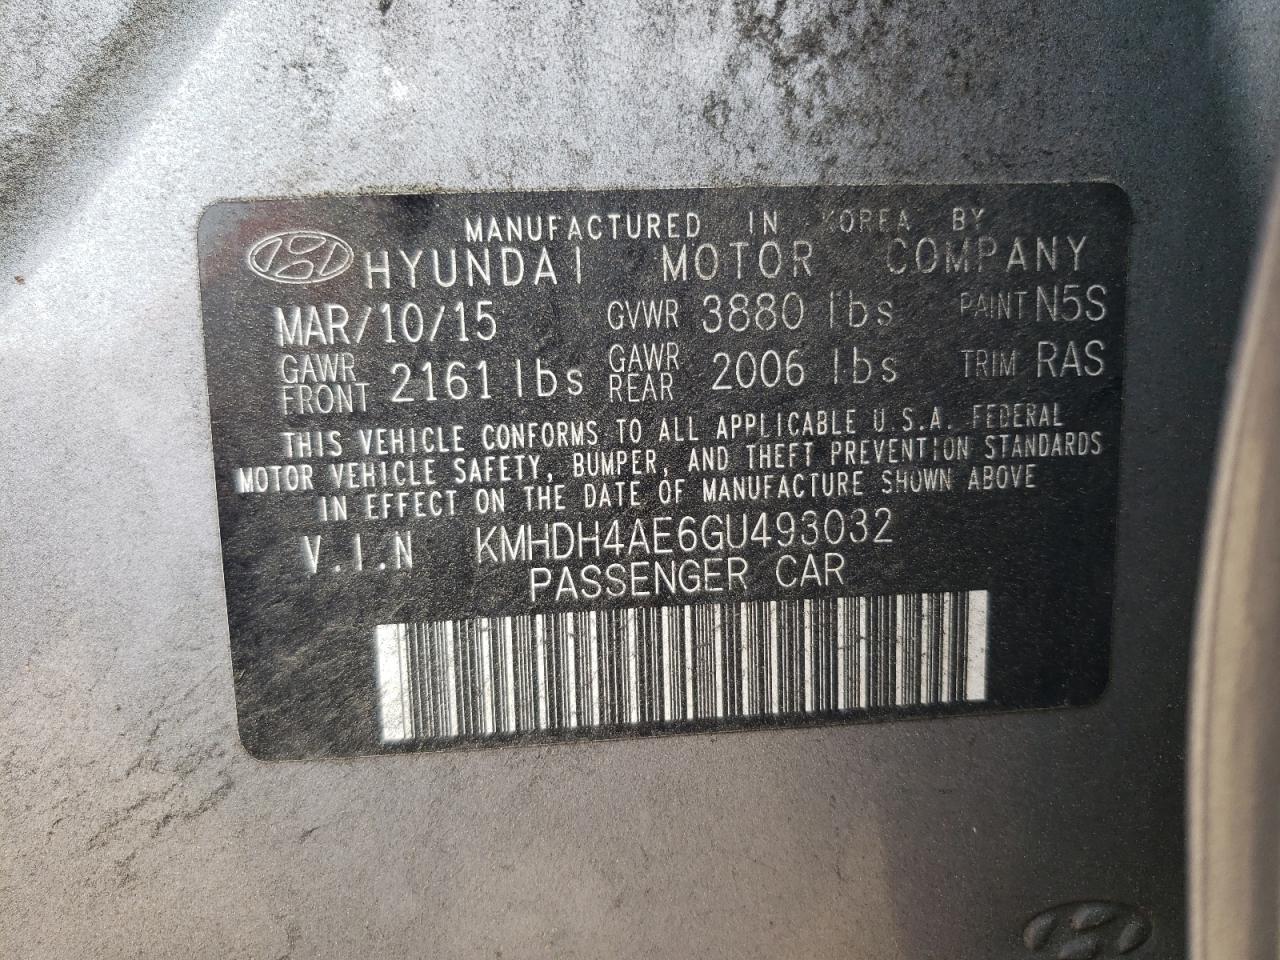 MANUFACTURED IN KOREA BY
HYUNDAI MOTOR COMPANY
MAR/10/15 GVWR 3880 lbs PAINT N5S
GAWR FRONT 2161 lbs GAWR REAR 2006 lbs TRIM RAS
THIS VEHICLE CONFORMS TO ALL APPLICABLE U.S.A. FEDERAL
MOTOR VEHICLE SAFETY, BUMPER, AND THEFT PREVENTION STANDARDS
IN EFFECT ON THE DATE OF MANUFACTURE SHOWN ABOVE
V.I.N KMHDH4AE6GU493032
PASSENGER CAR